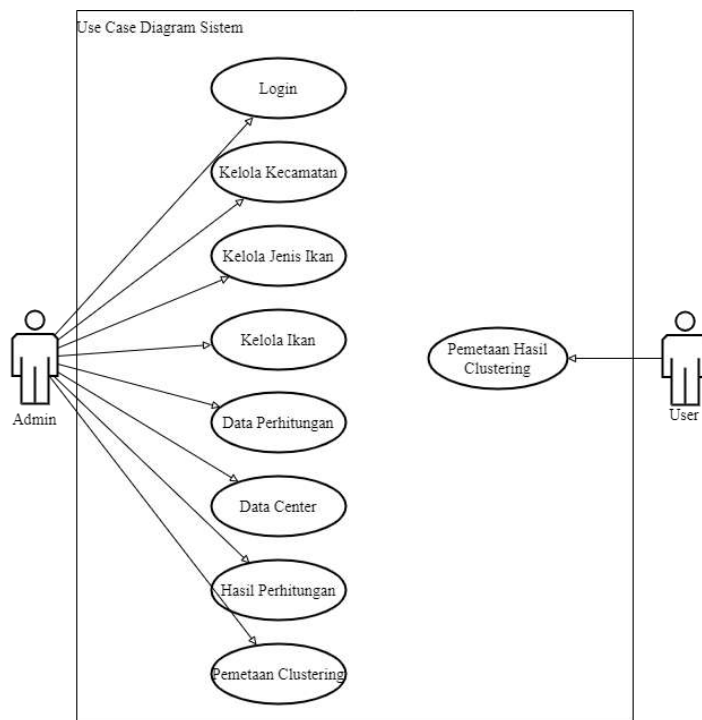 Use Case Diagram Sistem
Login
Kelola Kecamatan
Kelola Jenis Ikan
Kelola Ikan
Pemetaan Hasil
Clustering
Admin
User
Data Perhitungan
Data Center
Hasil Perhitungan
Pemetaan Clustering